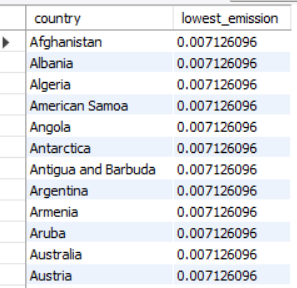 country lowest_emission
Afghanistan 0.007126096
Albania 0.007126096
Algeria 0.007126096
American Samoa 0.007126096
Angola 0.007126096
Antarctica 0.007126096
Antigua and Barbuda 0.007126096
Argentina 0.007126096
Armenia 0.007126096
Aruba 0.007126096
Australia 0.007126096
Austria 0.007126096